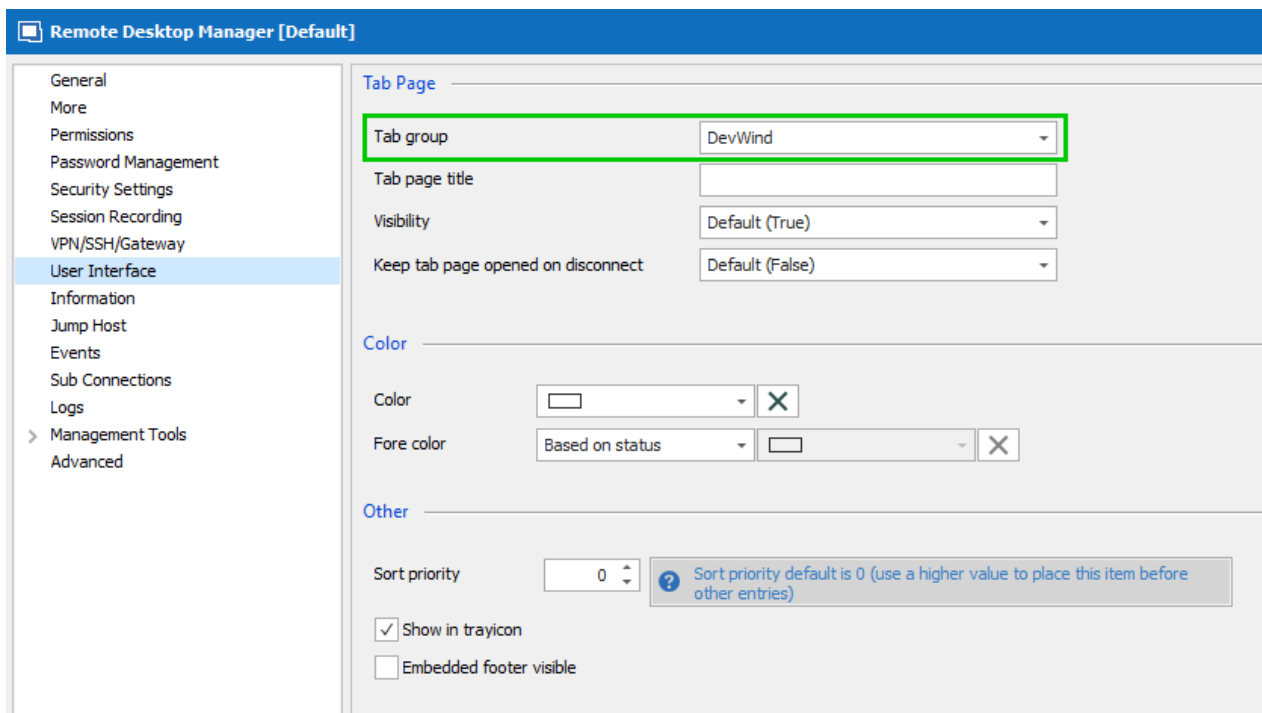 Remote Desktop Manager [Default]
General
More
Permissions
Password Management
Security Settings
Session Recording
VPN/SSH/Gateway
User Interface
Information
Jump Host
Events
Sub Connections
Logs
Management Tools
Advanced
Tab Page
Tab group DevWind
Tab page title
Visibility Default (True)
Keep tab page opened on disconnect Default (False)
Color
Color
Fore color Based on status
Other
Sort priority 0 Sort priority default is 0 (use a higher value to place this item before
other entries)
Show in trayicon
Embedded footer visible